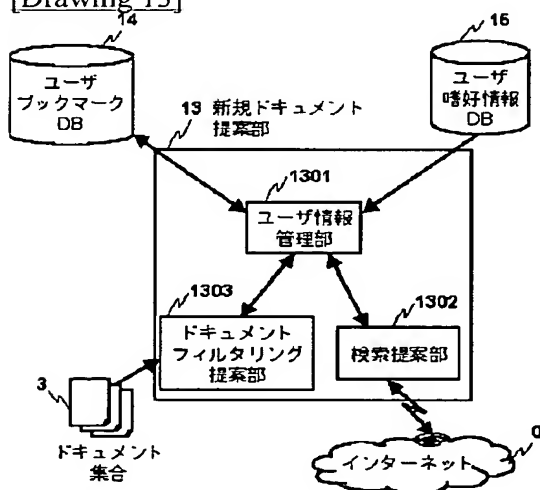 [Drawing 13]
14
ユーザ
ブックマーク
DB
15
ユーザ
嗜好情報
DB
13 新規ドキュメント
提案部
1301
ユーザ情報
管理部
1303
ドキュメント
フィルタリング
提案部
1302
検索提案部
3
ドキュメント
集合
0
インターネット